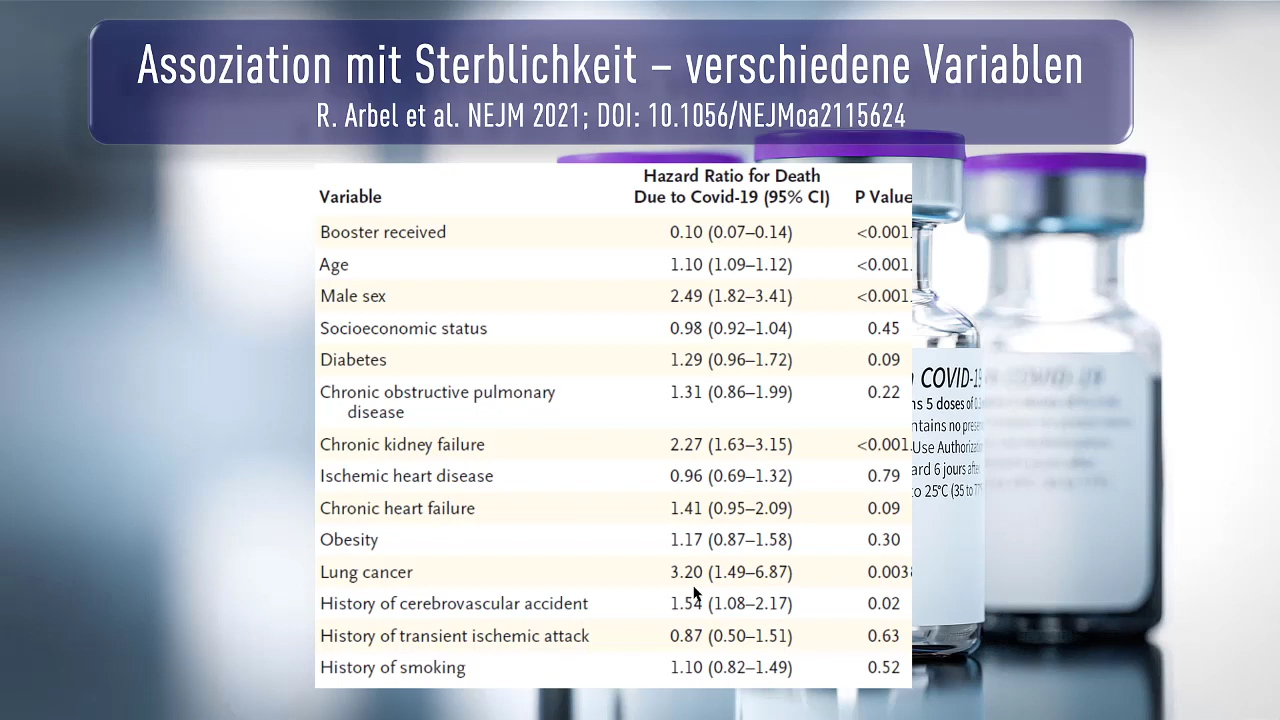 Assoziation mit Sterblichkeit – verschiedene Variablen
R. Arbel et al. NEJM 2021; DOI: 10.1056/NEJMoa2115624
Variable Hazard Ratio for Death Due to Covid-19 (95% CI) P Value
Booster received 0.10 (0.07–0.14) <0.001
Age 1.10 (1.09–1.12) <0.001
Male sex 2.49 (1.82–3.41) <0.001
Socioeconomic status 0.98 (0.92–1.04) 0.45
Diabetes 1.29 (0.96–1.72) 0.09
Chronic obstructive pulmonary
disease 1.31 (0.86–1.99) 0.22
Chronic kidney failure 2.27 (1.63–3.15) <0.001
Ischemic heart disease 0.96 (0.69–1.32) 0.79
Chronic heart failure 1.41 (0.95–2.09) 0.09
Obesity 1.17 (0.87–1.58) 0.30
Lung cancer 3.20 (1.49–6.87) 0.003
History of cerebrovascular accident 1.54 (1.08–2.17) 0.02
History of transient ischemic attack 0.87 (0.50–1.51) 0.63
History of smoking 1.10 (0.82–1.49) 0.52
COVID-19
5 doses of
no
Use
6 jours
25°C (35 to